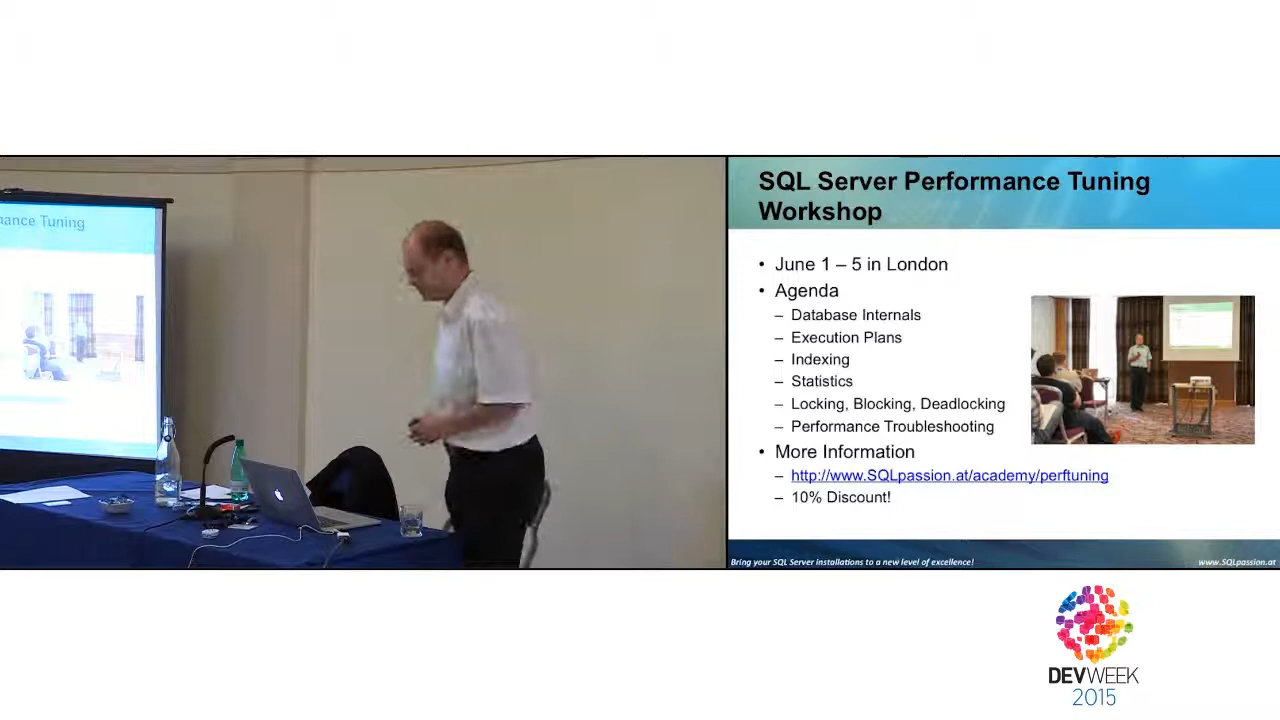 mance Tuning
SQL Server Performance Tuning
Workshop
• June 1 – 5 in London
• Agenda
– Database Internals
– Execution Plans
– Indexing
– Statistics
– Locking, Blocking, Deadlocking
– Performance Troubleshooting
• More Information
– http://www.SQLpassion.at/academy/perftuning
– 10% Discount!
Bring your SQL Server installations to a new level of excellence!
www.SQLpassion.at
DEVWEEK
2015